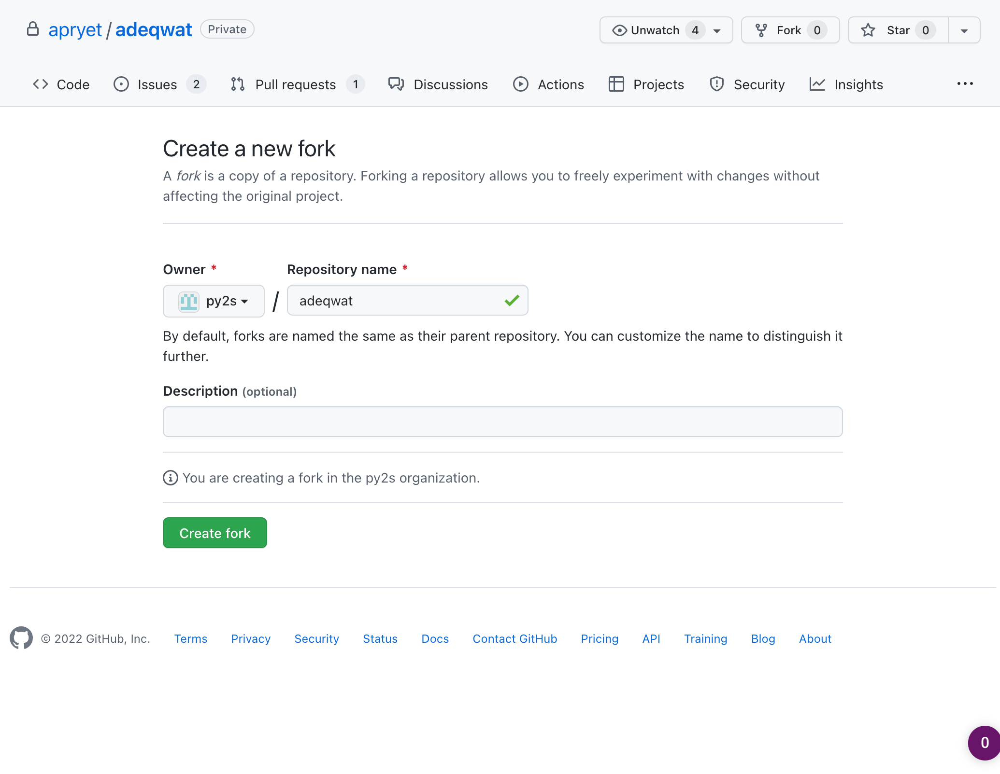 apryet / adeqwat Private
Unwatch 4 Fork 0 Star 0
Code Issues 2 Pull requests 1 Discussions Actions Projects Security Insights
Create a new fork
A fork is a copy of a repository. Forking a repository allows you to freely experiment with changes without
affecting the original project.
Owner * Repository name *
py2s / adeqwat
By default, forks are named the same as their parent repository. You can customize the name to distinguish it
further.
Description (optional)
You are creating a fork in the py2s organization.
Create fork
© 2022 GitHub, Inc. Terms Privacy Security Status Docs Contact GitHub Pricing API Training Blog About
0